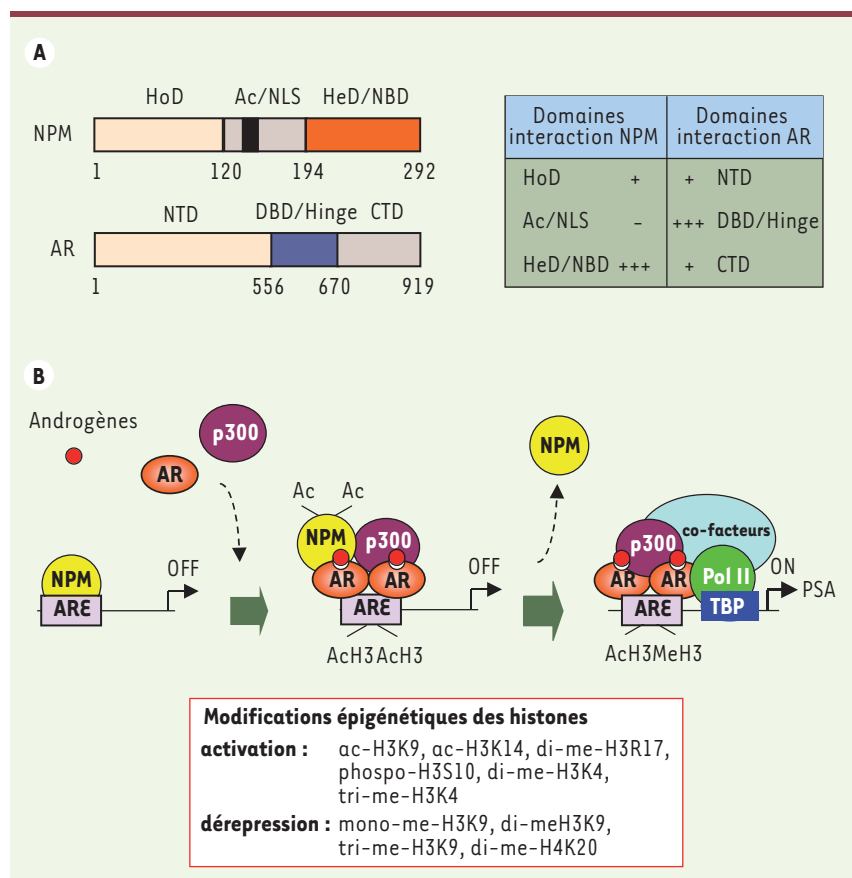 A
HoD Ac/NLS HeD/NBD
NPM
1 120 194 292
NTD DBD/Hinge CTD
AR
1 556 670 919
Domaines interaction NPM
Domaines interaction AR
HoD + + NTD
Ac/NLS - +++ DBD/Hinge
HeD/NBD +++ + CTD
B
Androgènes
p300
AR
NPM
ARE
OFF
Ac Ac
NPM
p300
AR
AR
ARE
OFF
AcH3AcH3
NPM
co-facteurs
p300
AR
AR
Pol II
TBP
ON
PSA
ARE
AcH3MeH3
Modifications épigénétiques des histones
activation : ac-H3K9, ac-H3K14, di-me-H3R17,
phospo-H3S10, di-me-H3K4,
tri-me-H3K4
dérepression : mono-me-H3K9, di-meH3K9,
tri-me-H3K9, di-me-H4K20